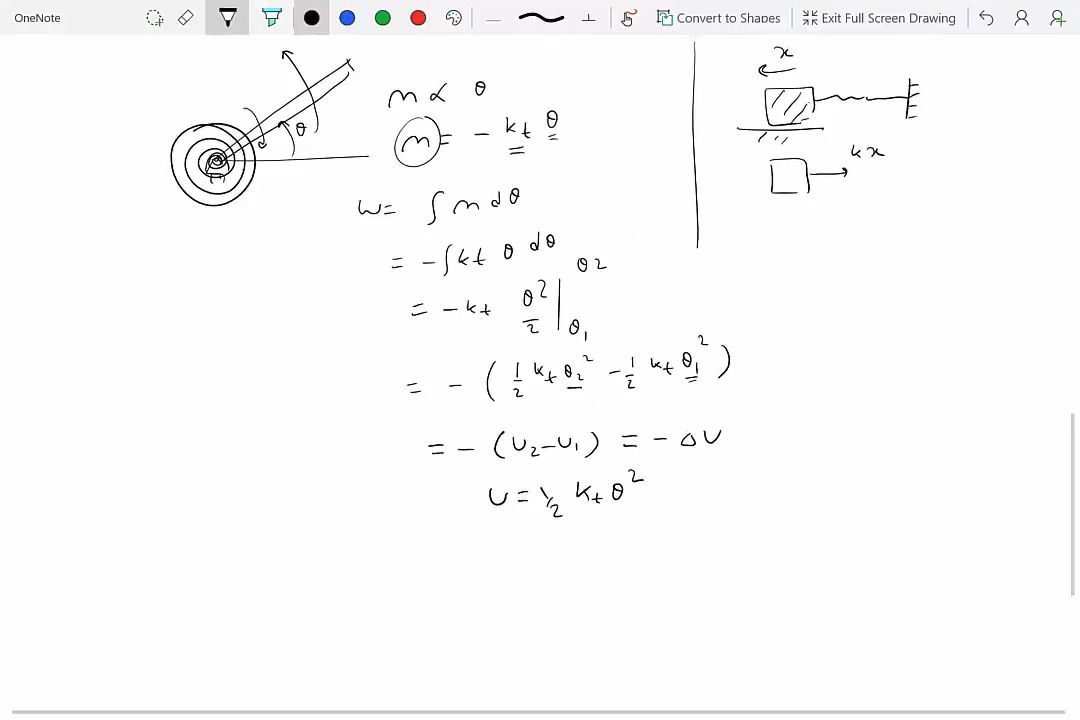 OneNote
Convert to Shapes
Exit Full Screen Drawing
θ
m ∝ θ
m = - kt θ
w = ∫ m dθ
= - ∫ kt θ dθ
= - kt θ²/2 |θ1 θ2
= - ( 1/2 kt θ2² - 1/2 kt θ1² )
= - (U2 - U1) = - ΔU
U = 1/2 kt θ²
x
kx